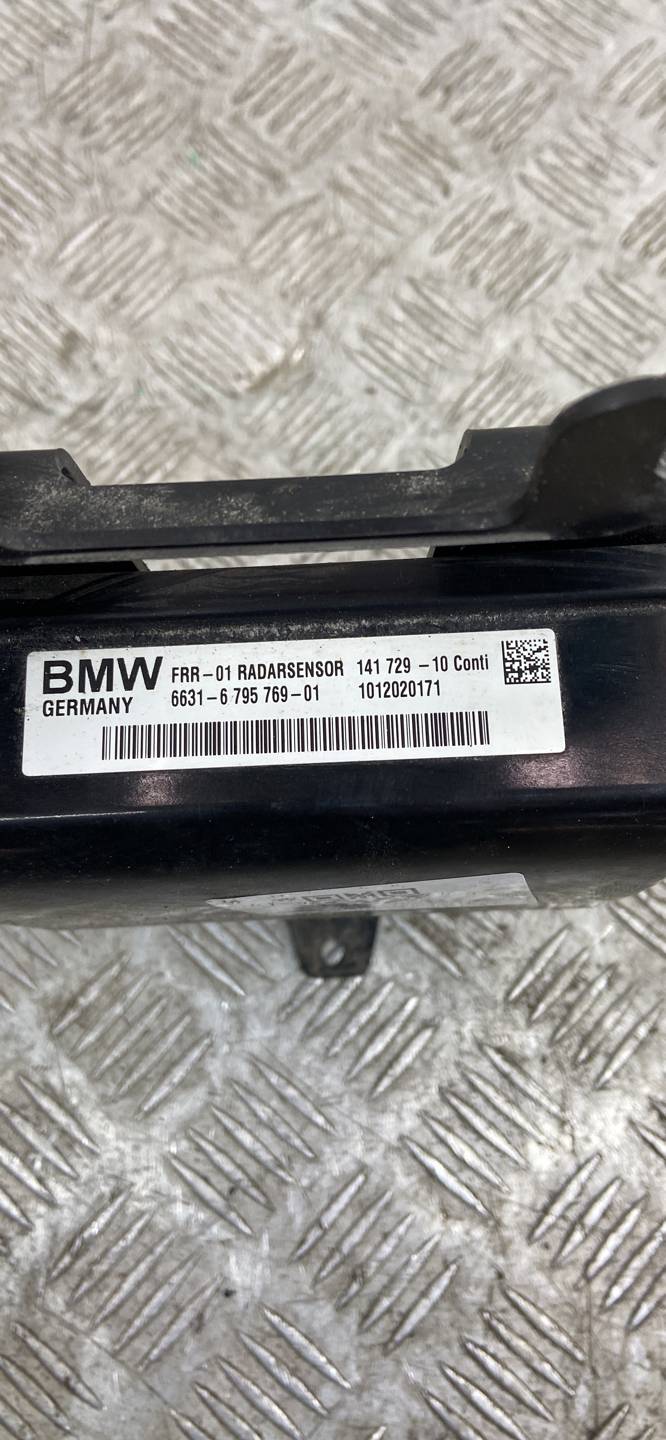 BMW FRR-01 RADARSENSOR 141 729 -10 Conti
GERMANY 6631-6 795 769-01 1012020171